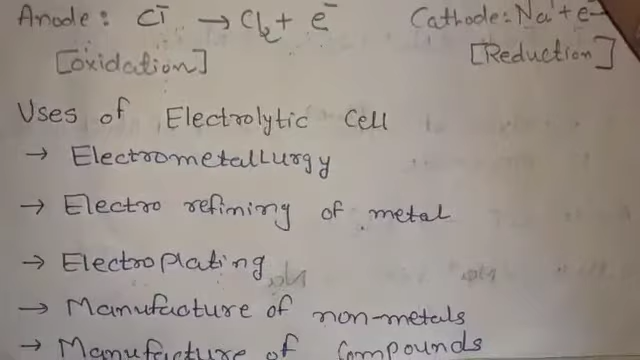 Anode: Cl⁻ → Cl₂ + e⁻ Cathode: Na⁺ + e⁻
[oxidation] [Reduction]
Uses of Electrolytic Cell
→ Electrometallurgy
→ Electro refining of metal
→ Electroplating
→ Manufacture of non-metals
→ Manufacture of compounds